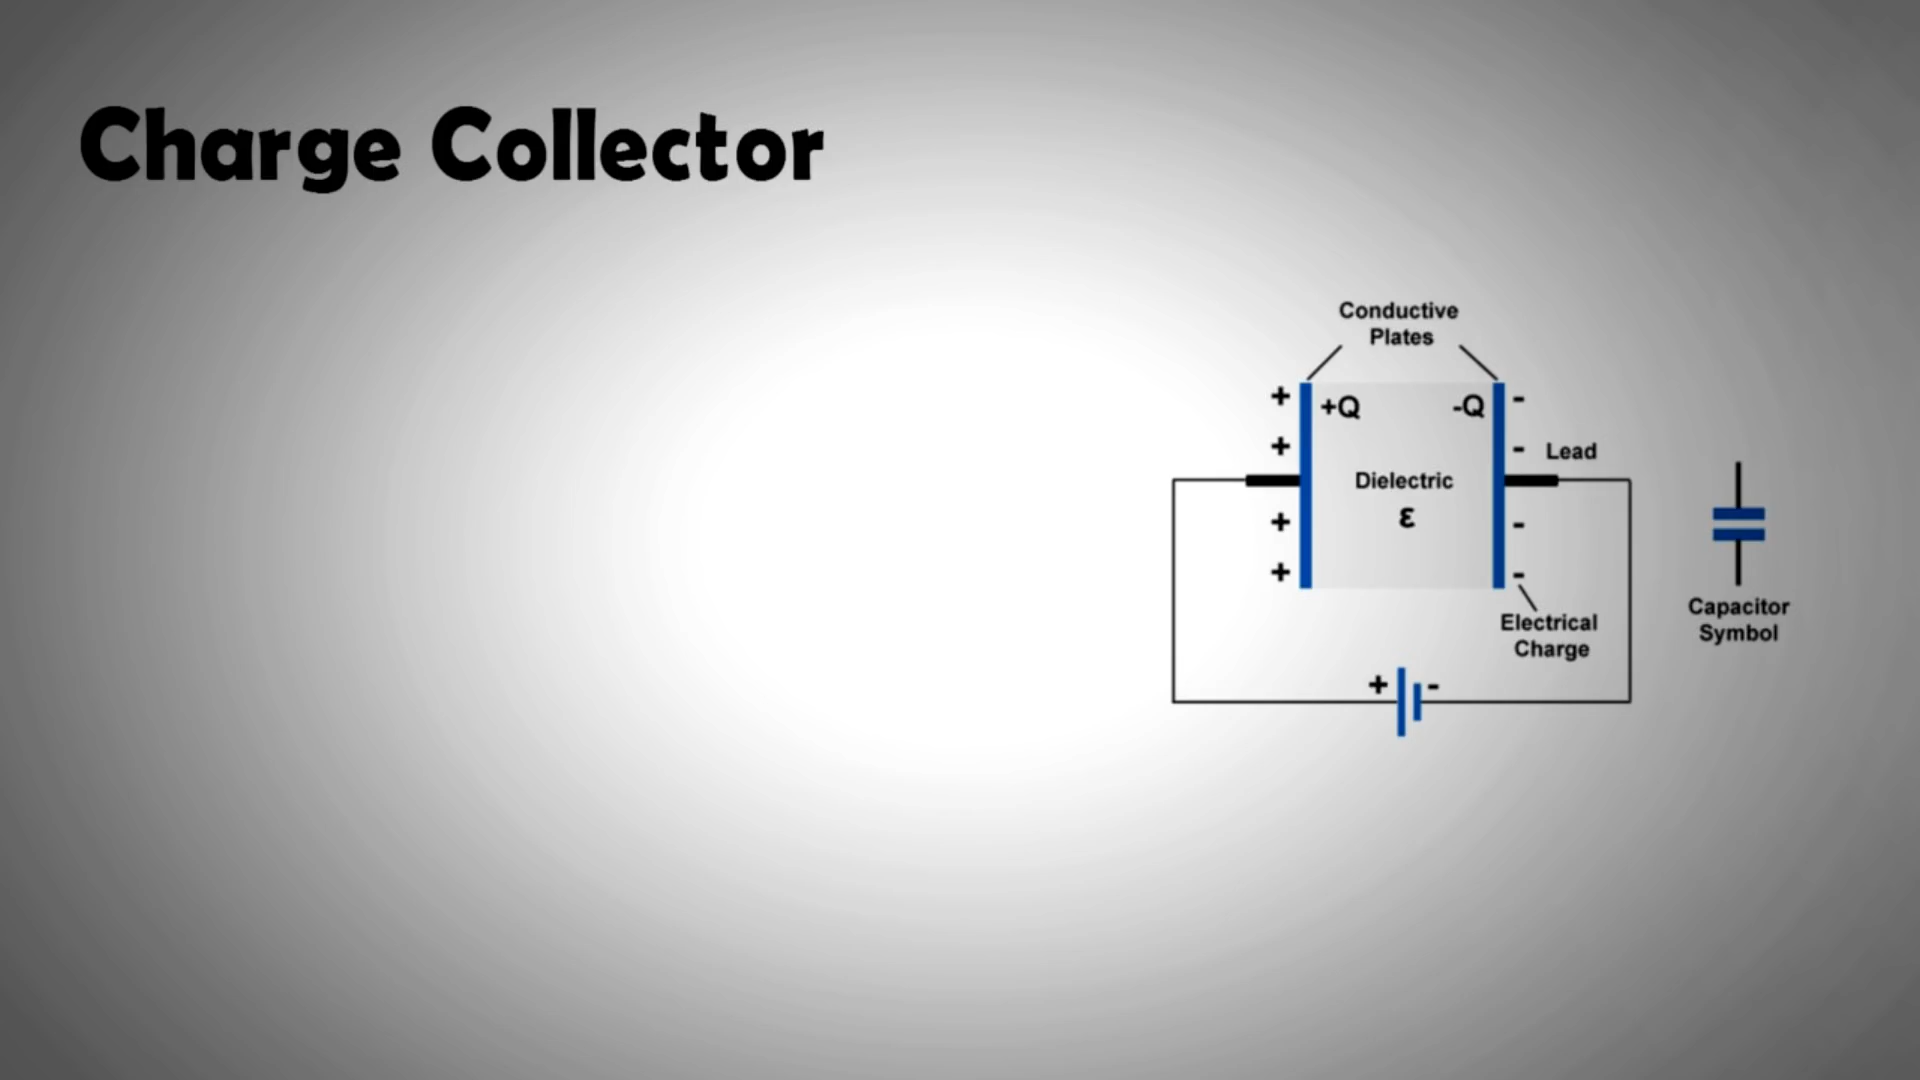 Charge Collector
Conductive
Plates
+ +Q -Q -
+ - Lead
Dielectric
ε
+ -
+ -
Electrical
Charge
+ -
Capacitor
Symbol